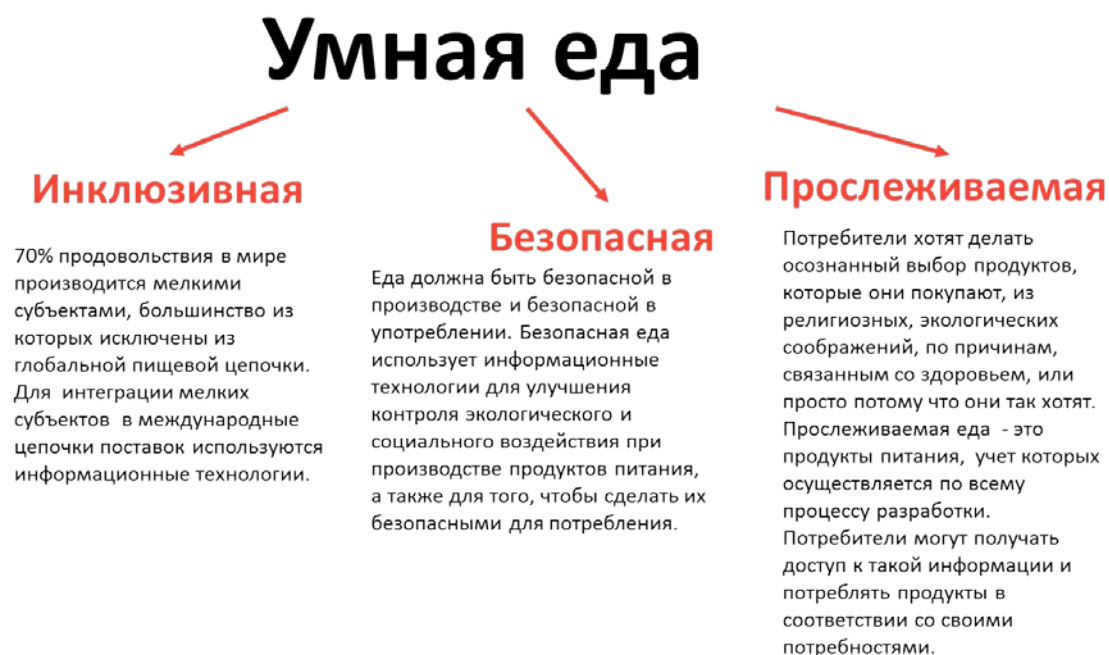 Умная еда
Инклюзивная
70% продовольствия в мире
производится мелкими
субъектами, большинство из
которых исключены из
глобальной пищевой цепочки.
Для интеграции мелких
субъектов в международные
цепочки поставок используются
информационные технологии.
Безопасная
Еда должна быть безопасной в
производстве и безопасной в
употреблении. Безопасная еда
использует информационные
технологии для улучшения
контроля экологического и
социального воздействия при
производстве продуктов питания,
а также для того, чтобы сделать их
безопасными для потребления.
Прослеживаемая
Потребители хотят делать
осознанный выбор продуктов,
которые они покупают, из
религиозных, экологических
соображений, по причинам,
связанным со здоровьем, или
просто потому что они так хотят.
Прослеживаемая еда - это
продукты питания, учет которых
осуществляется по всему
процессу разработки.
Потребители могут получать
доступ к такой информации и
потреблять продукты в
соответствии со своими
потребностями.